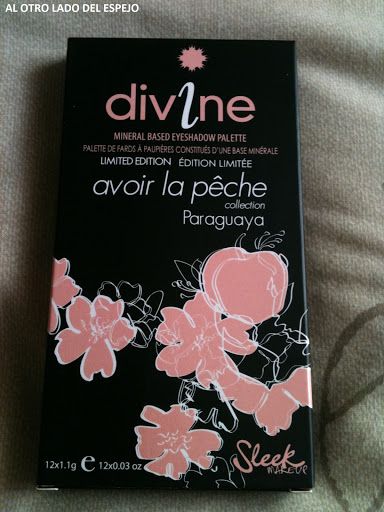 AL OTRO LADO DEL ESPEJO
divine
MINERAL BASED EYESHADOW PALETTE
PALETTE DE FARDS À PAUPIÈRES CONSTITUÉS D'UNE BASE MINÉRALE
LIMITED EDITION ÉDITION LIMITÉE
avoir la pêche
collection
Paraguaya
12x1.1g e 12x0.03 oz
Sleek
MAKEUP